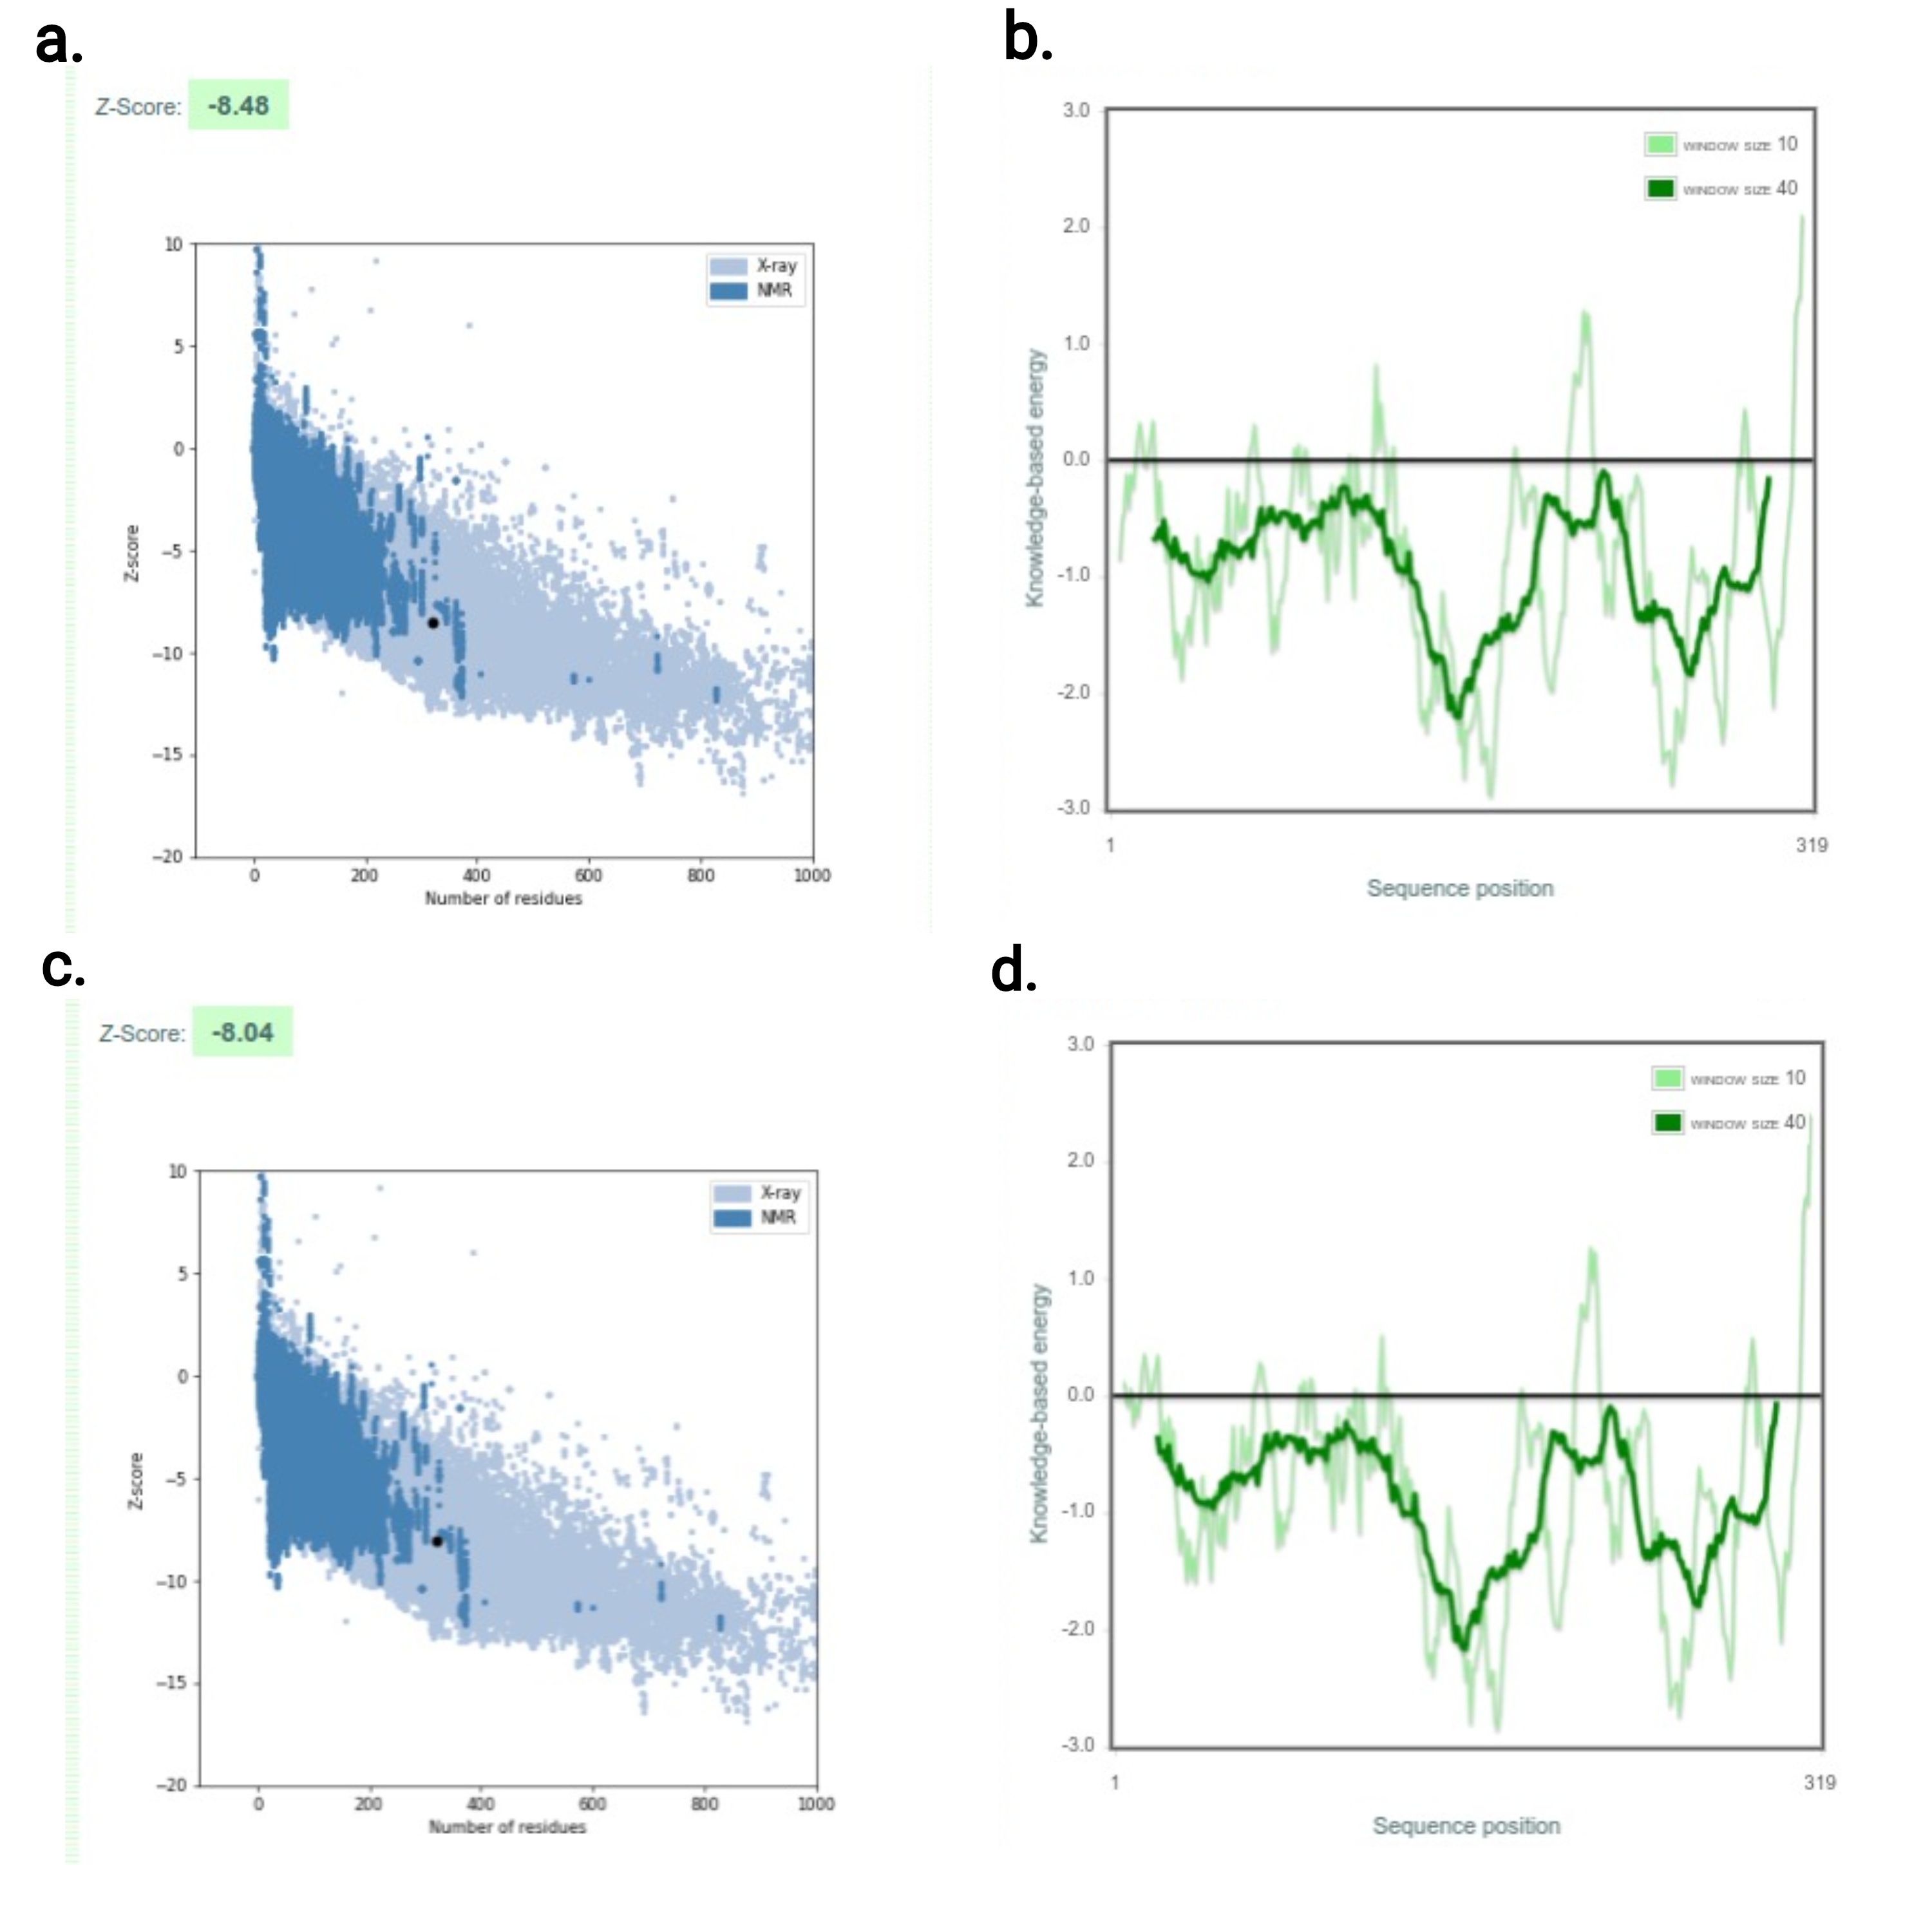 a.
Z-Score: -8.48
10
5
0
−5
−10
−15
−20
Z-score
X-ray
NMR
0 200 400 600 800 1000
Number of residues
b.
3.0
2.0
1.0
0.0
-1.0
-2.0
-3.0
Knowledge-based energy
WINDOW SIZE 10
WINDOW SIZE 40
1 319
Sequence position
c.
Z-Score: -8.04
10
5
0
−5
−10
−15
−20
Z-score
X-ray
NMR
0 200 400 600 800 1000
Number of residues
d.
3.0
2.0
1.0
0.0
-1.0
-2.0
-3.0
Knowledge-based energy
WINDOW SIZE 10
WINDOW SIZE 40
1 319
Sequence position